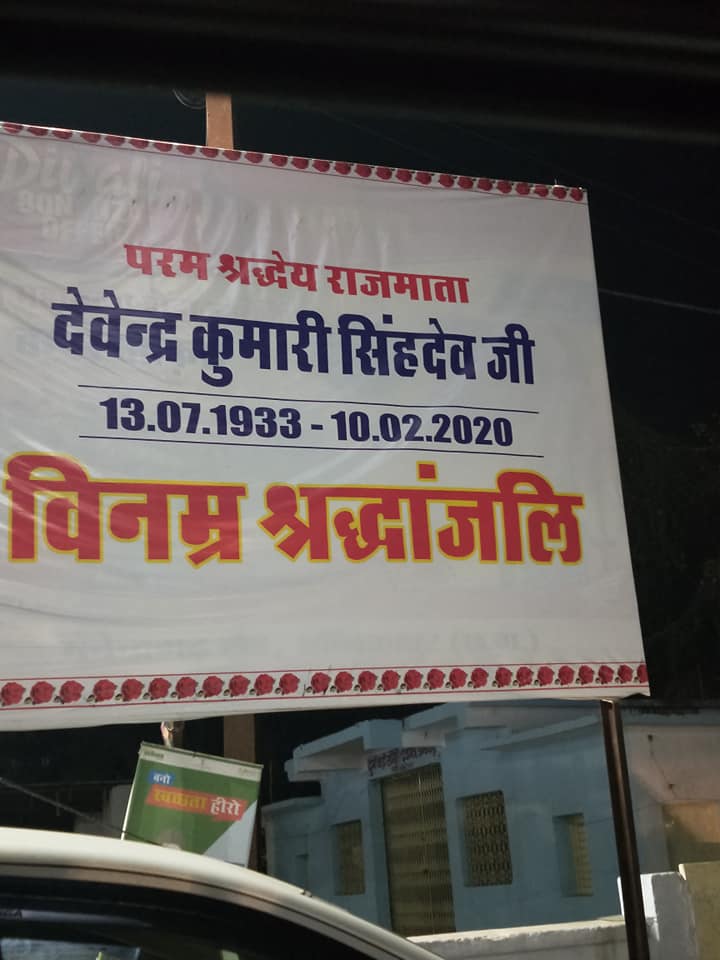 परम श्रद्धेय राजमाता
देवेन्द्र कुमारी सिंहदेव जी
13.07.1933 - 10.02.2020
विनम्र श्रद्धांजलि
बनो
स्वच्छता हीरो